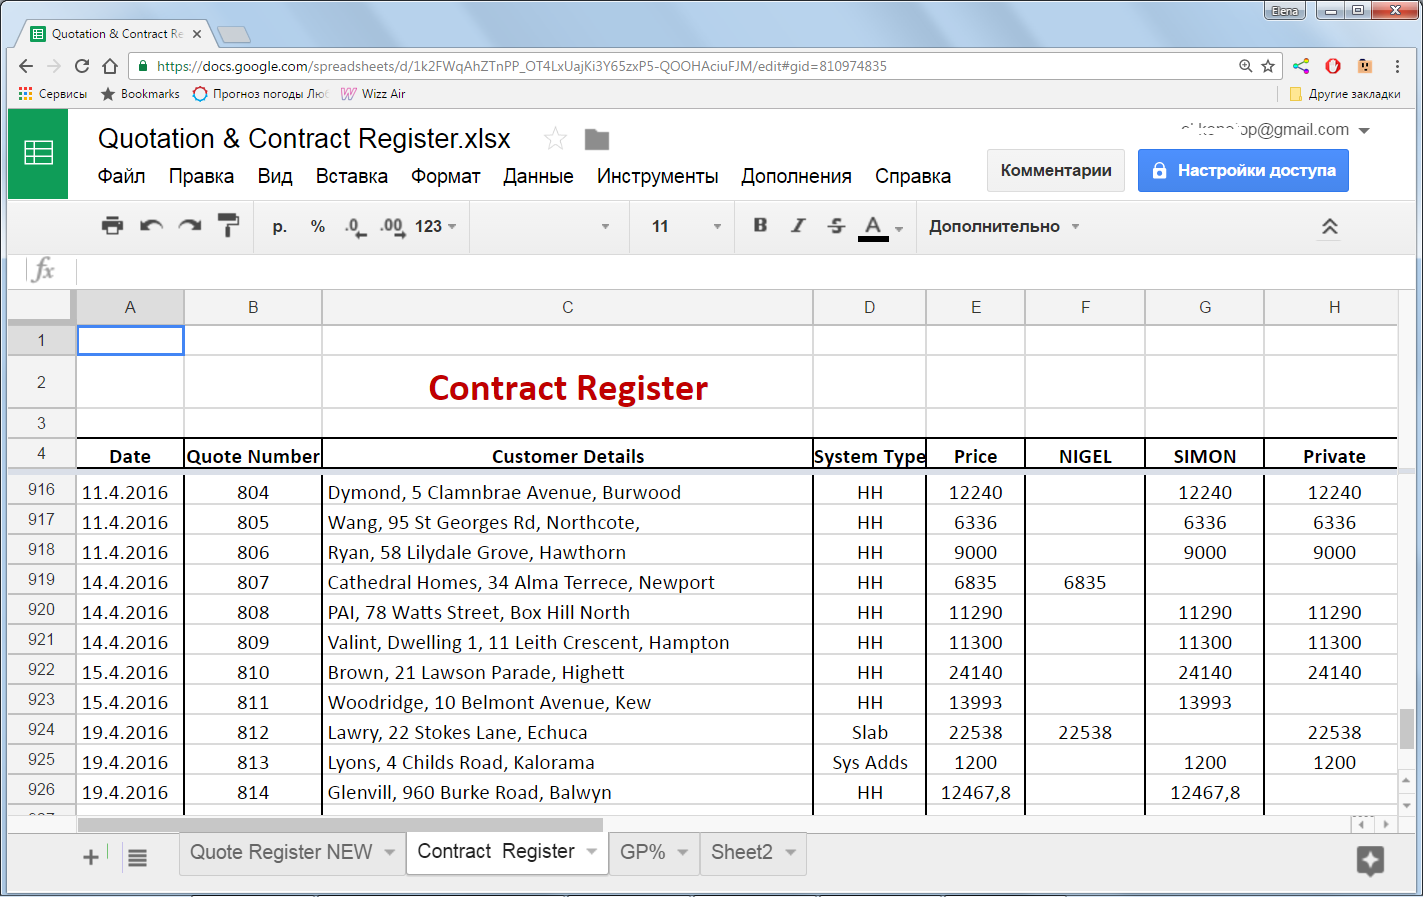 Elena
Quotation & Contract Re
https://docs.google.com/spreadsheets/d/1k2FWqAhZTnPP_OT4LxUajKi3Y65zxP5-QOOHAciuFJM/edit#gid=810974835
Сервисы Bookmarks Прогноз погоды Лю Wizz Air Другие закладки
Quotation & Contract Register.xlsx
op@gmail.com
Файл Правка Вид Вставка Формат Данные Инструменты Дополнения Справка
Комментарии Настройки доступа
р. % .0 .00 123 11 B I S A Дополнительно
fx
A B C D E F G H
1
2 Contract Register
3
4 Date Quote Number Customer Details System Type Price NIGEL SIMON Private
916 11.4.2016 804 Dymond, 5 Clamnbrae Avenue, Burwood HH 12240 12240 12240
917 11.4.2016 805 Wang, 95 St Georges Rd, Northcote, HH 6336 6336 6336
918 11.4.2016 806 Ryan, 58 Lilydale Grove, Hawthorn HH 9000 9000 9000
919 14.4.2016 807 Cathedral Homes, 34 Alma Terrece, Newport HH 6835 6835
920 14.4.2016 808 PAI, 78 Watts Street, Box Hill North HH 11290 11290 11290
921 14.4.2016 809 Valint, Dwelling 1, 11 Leith Crescent, Hampton HH 11300 11300 11300
922 15.4.2016 810 Brown, 21 Lawson Parade, Highett HH 24140 24140 24140
923 15.4.2016 811 Woodridge, 10 Belmont Avenue, Kew HH 13993 13993
924 19.4.2016 812 Lawry, 22 Stokes Lane, Echuca Slab 22538 22538 22538
925 19.4.2016 813 Lyons, 4 Childs Road, Kalorama Sys Adds 1200 1200 1200
926 19.4.2016 814 Glenvill, 960 Burke Road, Balwyn HH 12467,8 12467,8
Quote Register NEW Contract Register GP% Sheet2